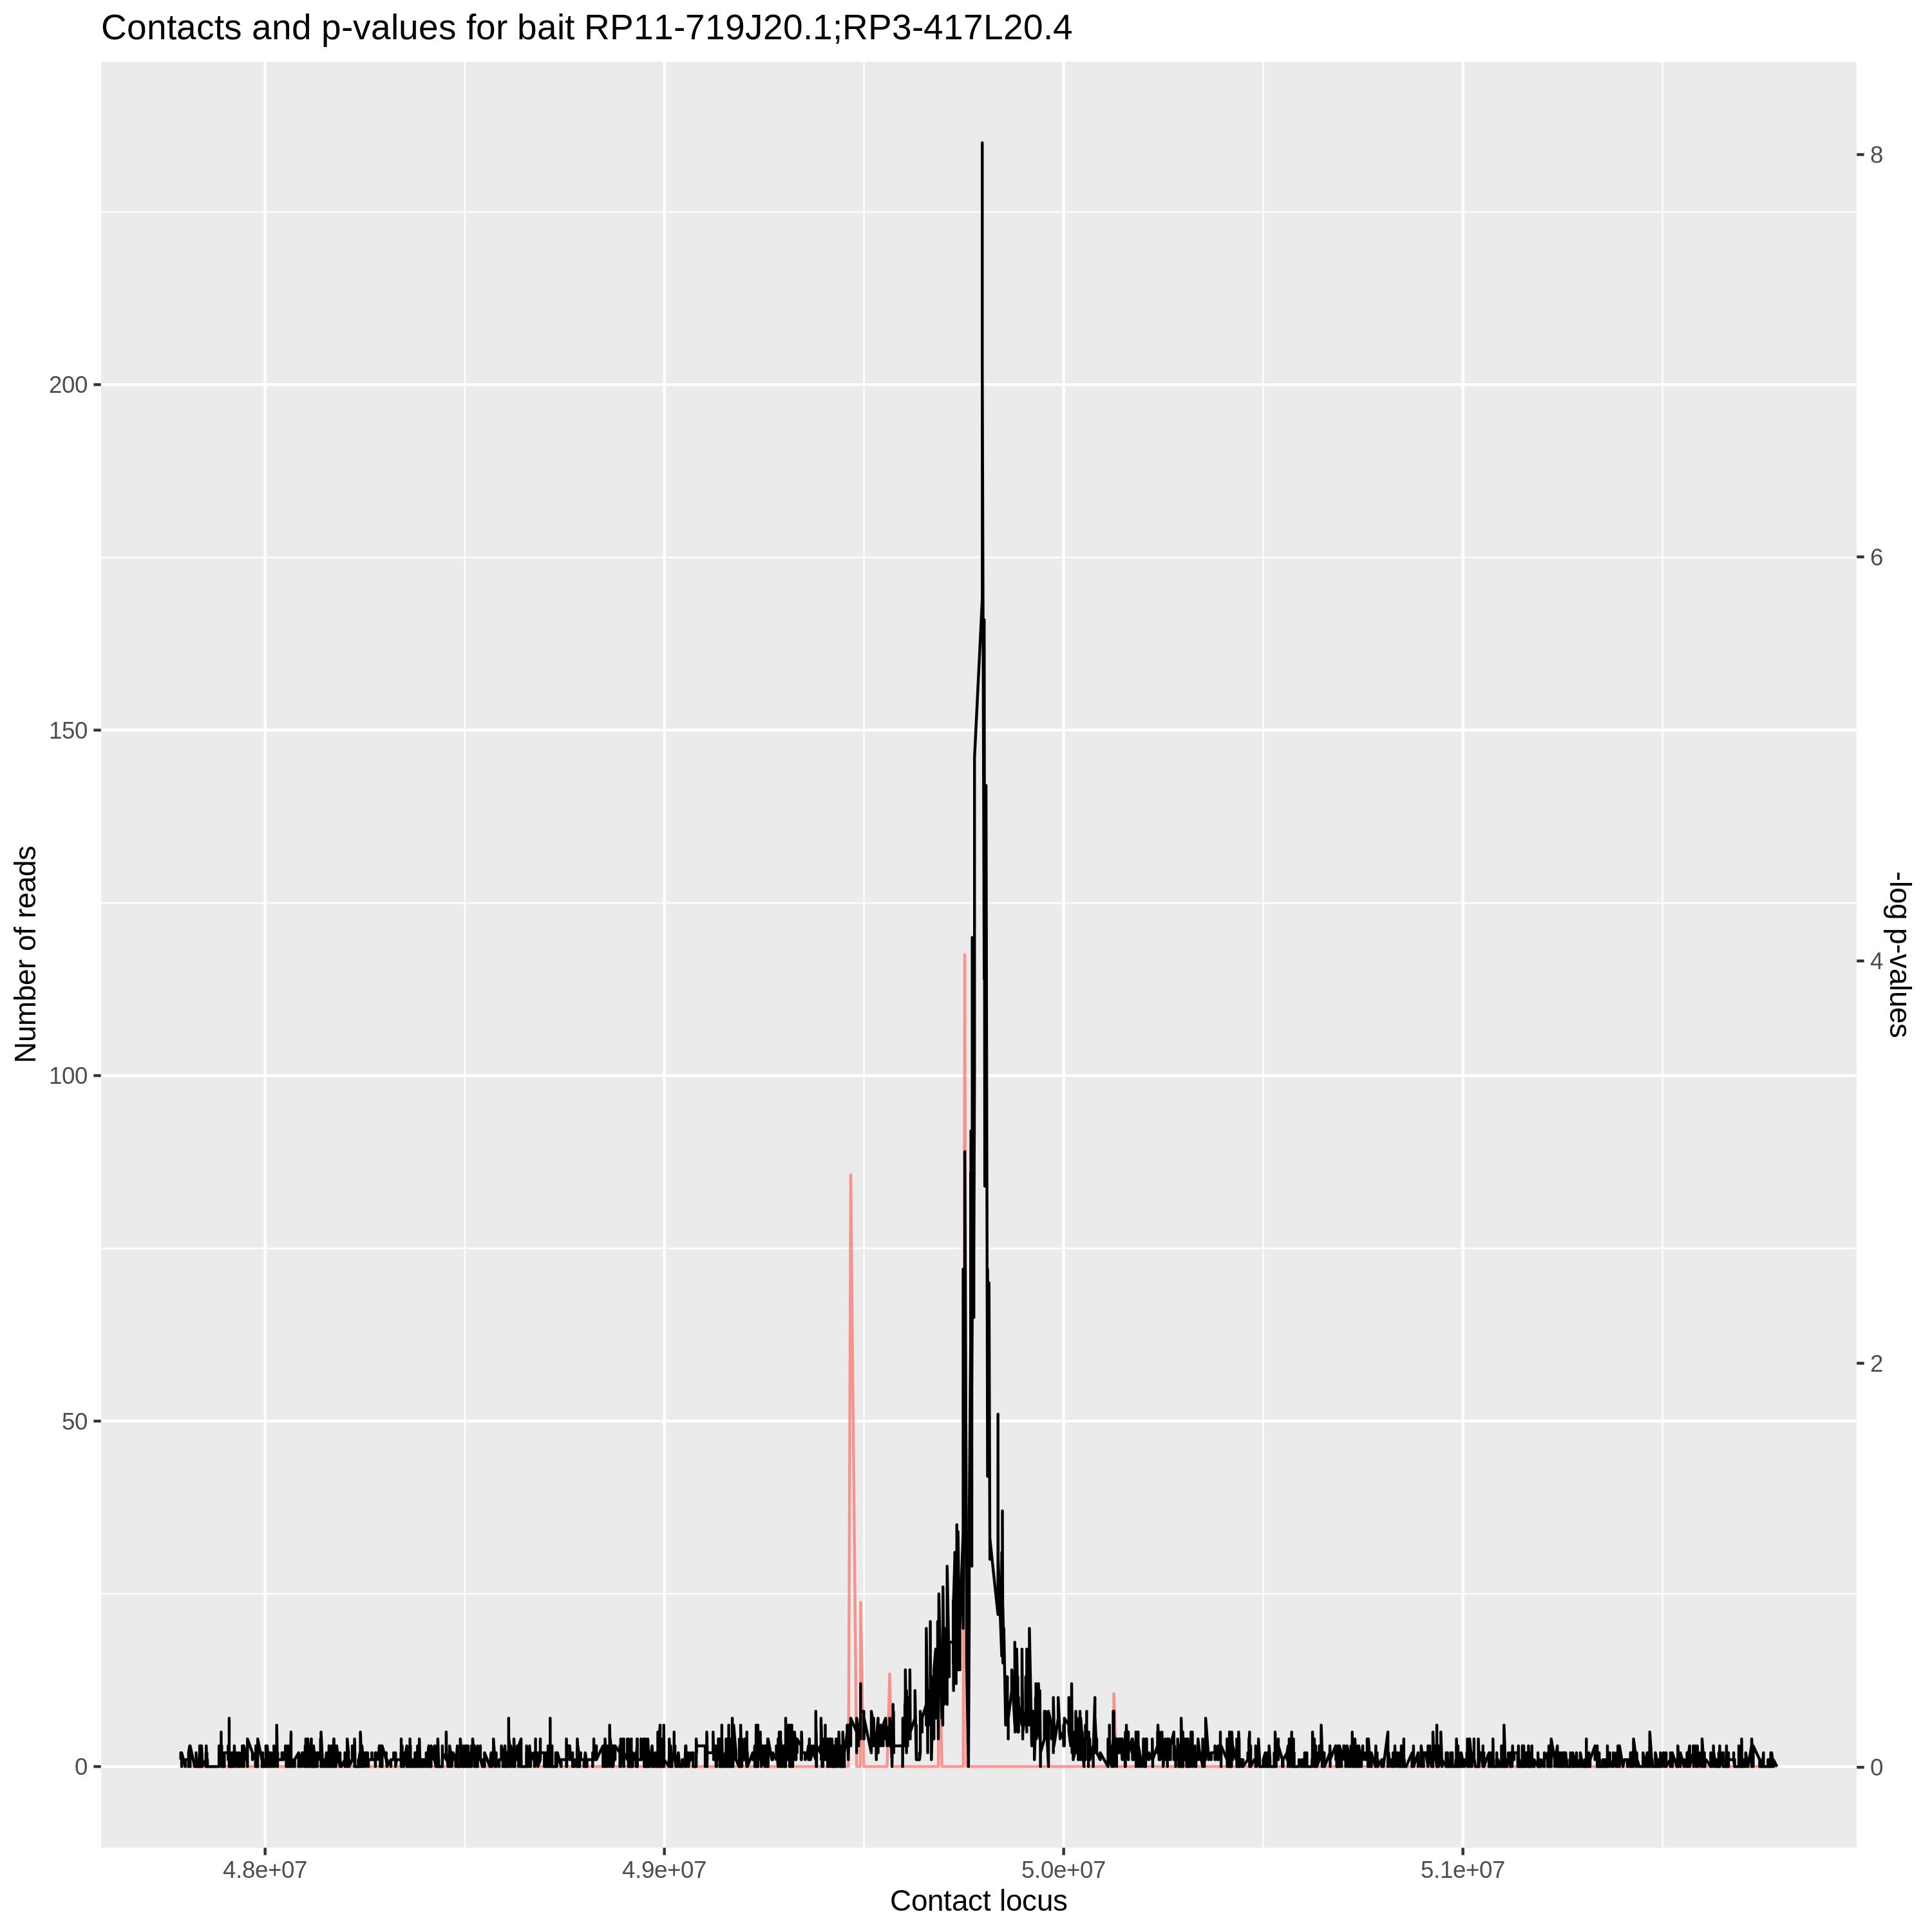 Contacts and p-values for bait RP11-719J20.1;RP3-417L20.4
Number of reads
200
150
100
50
0
8
6
4
2
0
-log p-values
4.8e+07 4.9e+07 5.0e+07 5.1e+07
Contact locus